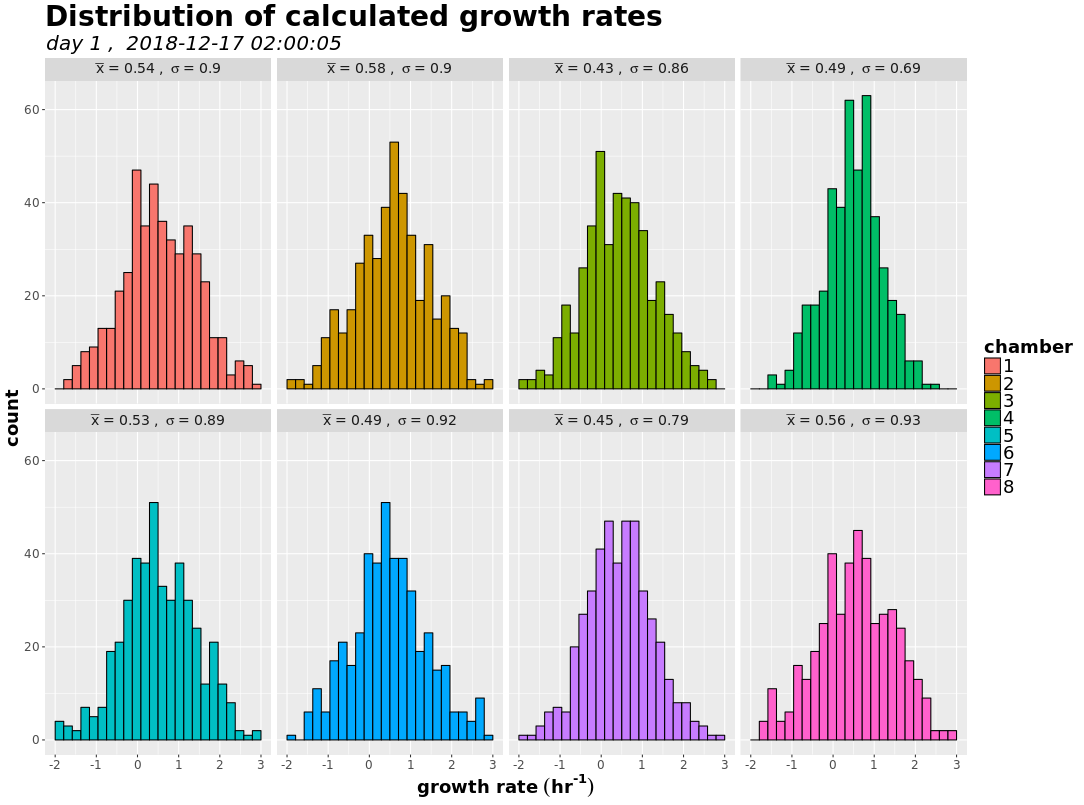 Distribution of calculated growth rates
day 1 ,  2018-12-17 02:00:05
x̅ = 0.54 ,  σ = 0.9
x̅ = 0.58 ,  σ = 0.9
x̅ = 0.43 ,  σ = 0.86
x̅ = 0.49 ,  σ = 0.69
60
40
20
0
x̅ = 0.53 ,  σ = 0.89
x̅ = 0.49 ,  σ = 0.92
x̅ = 0.45 ,  σ = 0.79
x̅ = 0.56 ,  σ = 0.93
60
40
20
0
-2 -1 0 1 2 3
-2 -1 0 1 2 3
-2 -1 0 1 2 3
-2 -1 0 1 2 3
growth rate (hr⁻¹)
count
chamber
1
2
3
4
5
6
7
8